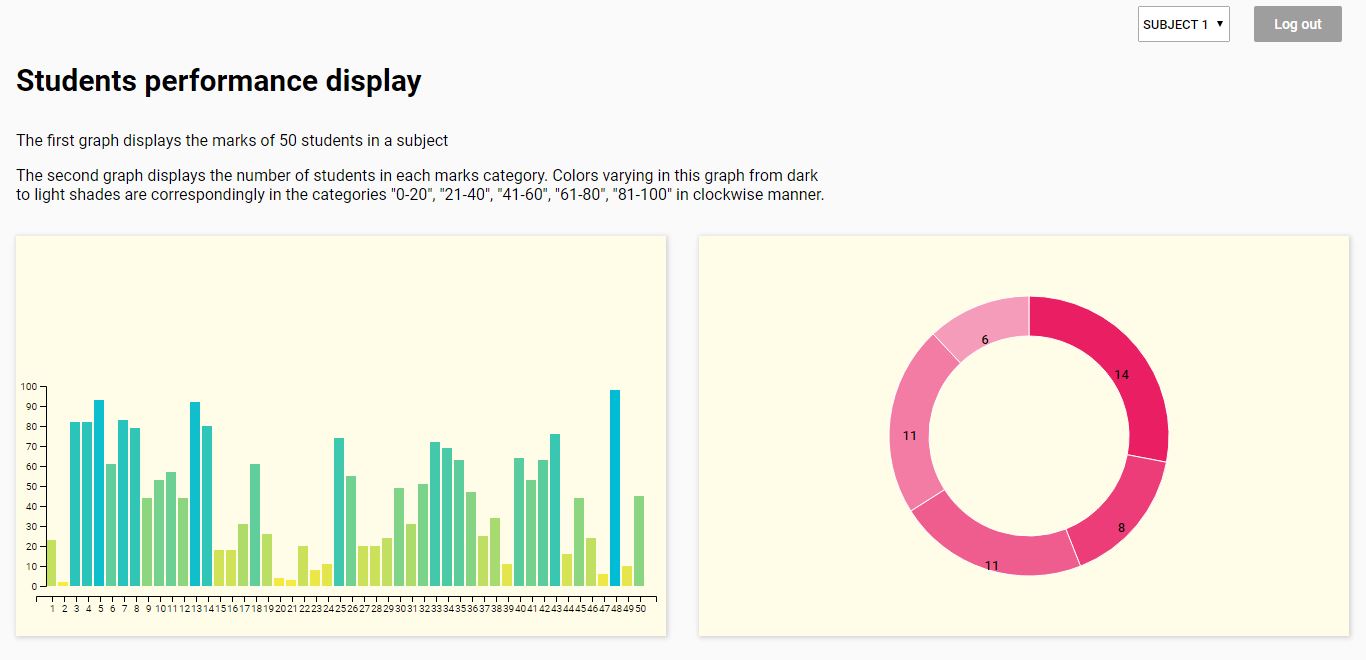 SUBJECT 1 ▼ Log out
Students performance display
The first graph displays the marks of 50 students in a subject
The second graph displays the number of students in each marks category. Colors varying in this graph from dark
to light shades are correspondingly in the categories "0-20", "21-40", "41-60", "61-80", "81-100" in clockwise manner.
100
90
80
70
60
50
40
30
20
10
0
1 2 3 4 5 6 7 8 9 10 11 12 13 14 15 16 17 18 19 20 21 22 23 24 25 26 27 28 29 30 31 32 33 34 35 36 37 38 39 40 41 42 43 44 45 46 47 48 49 50
6
14
11
8
11